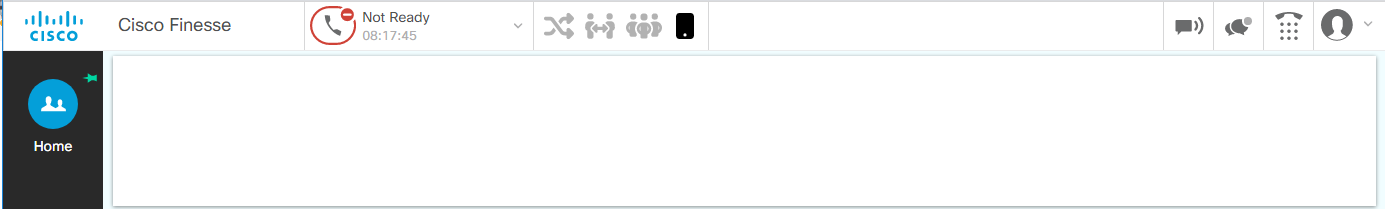 CISCO
Cisco Finesse
Not Ready
08:17:45
Home